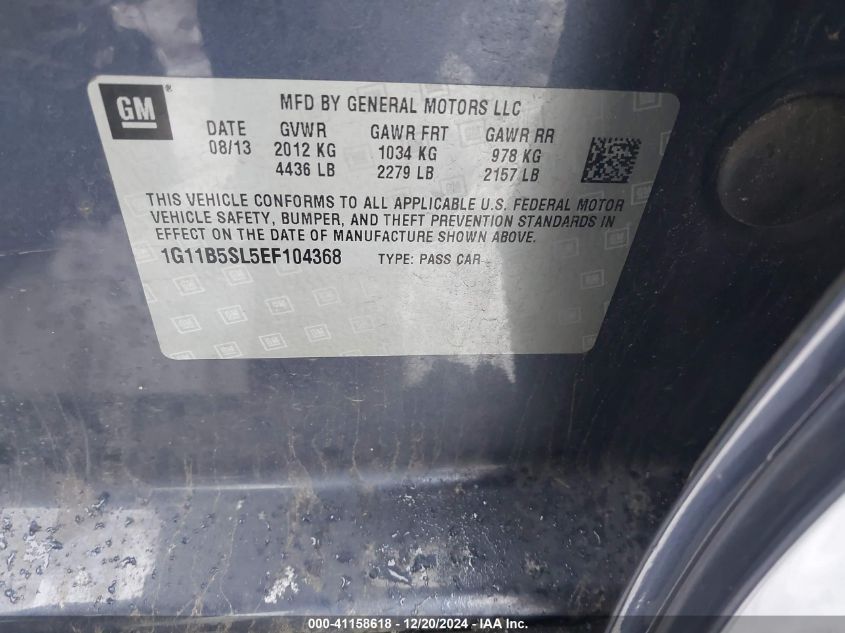 GM ®
MFD BY GENERAL MOTORS LLC
DATE GVWR GAWR FRT GAWR RR
08/13 2012 KG 1034 KG 978 KG
4436 LB 2279 LB 2157 LB
THIS VEHICLE CONFORMS TO ALL APPLICABLE U.S. FEDERAL MOTOR
VEHICLE SAFETY, BUMPER, AND THEFT PREVENTION STANDARDS IN
EFFECT ON THE DATE OF MANUFACTURE SHOWN ABOVE.
1G11B5SL5EF104368 TYPE: PASS CAR
000-41158618 - 12/20/2024 - IAA Inc.